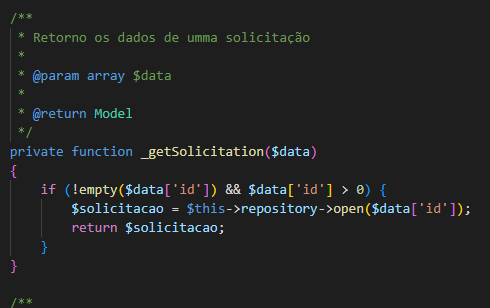 /**
 * Retorno os dados de umma solicitação
 *
 * @param array $data
 *
 * @return Model
 */
private function _getSolicitation($data)
{
    if (!empty($data['id']) && $data['id'] > 0) {
        $solicitacao = $this->repository->open($data['id']);
        return $solicitacao;
    }
}
/**